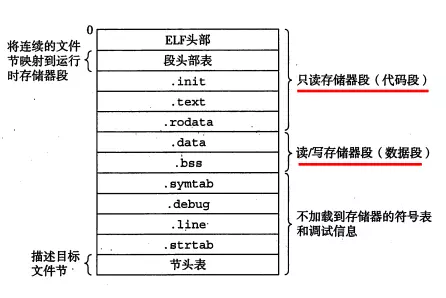 0
将连续的文件
节映射到运行
时存储器段
ELF头部
段头部表
.init
.text
.rodata
.data
.bss
.symtab
.debug
.line
.strtab
节头表
描述目标
文件节
只读存储器段（代码段）
读/写存储器段（数据段）
不加载到存储器的符号表
和调试信息